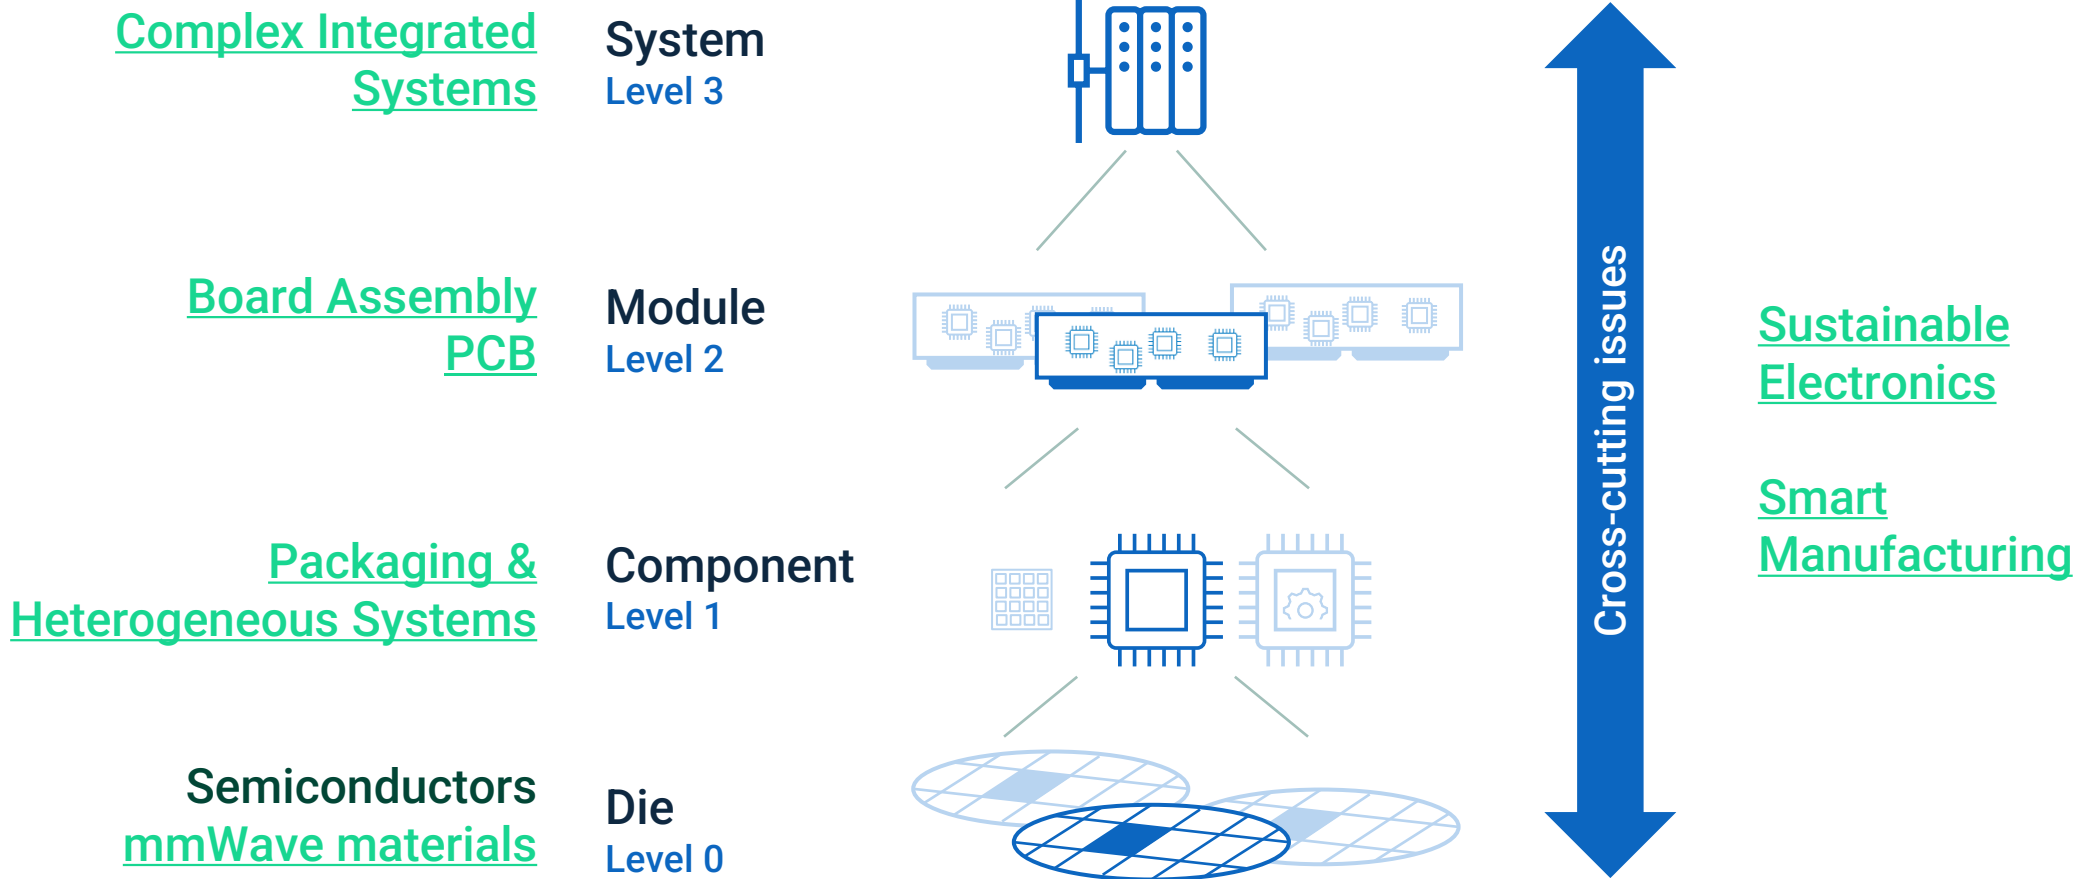 Complex Integrated
Systems
System
Level 3
Board Assembly
PCB
Module
Level 2
Packaging &
Heterogeneous Systems
Component
Level 1
Semiconductors
mmWave materials
Die
Level 0
Cross-cutting issues
Sustainable
Electronics
Smart
Manufacturing